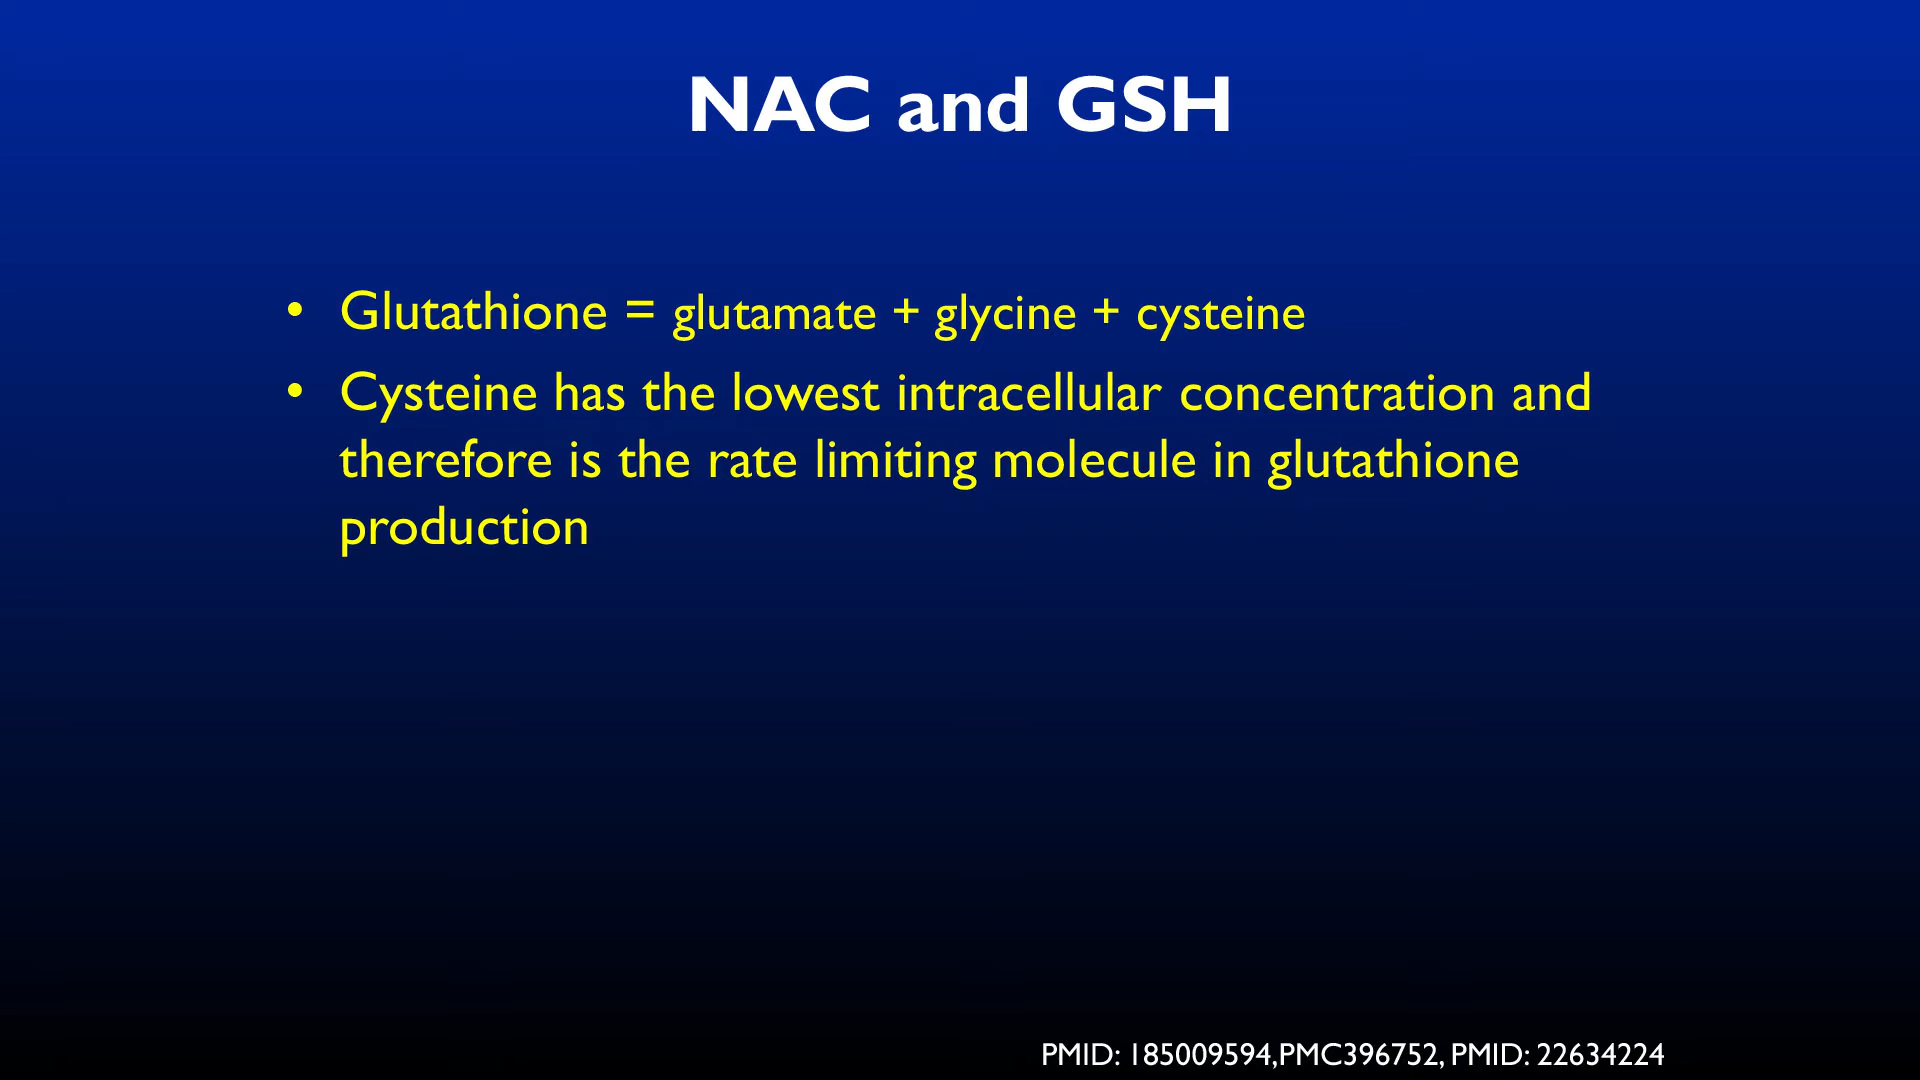 NAC and GSH
• Glutathione = glutamate + glycine + cysteine
• Cysteine has the lowest intracellular concentration and
therefore is the rate limiting molecule in glutathione
production
PMID: 185009594,PMC396752, PMID: 22634224